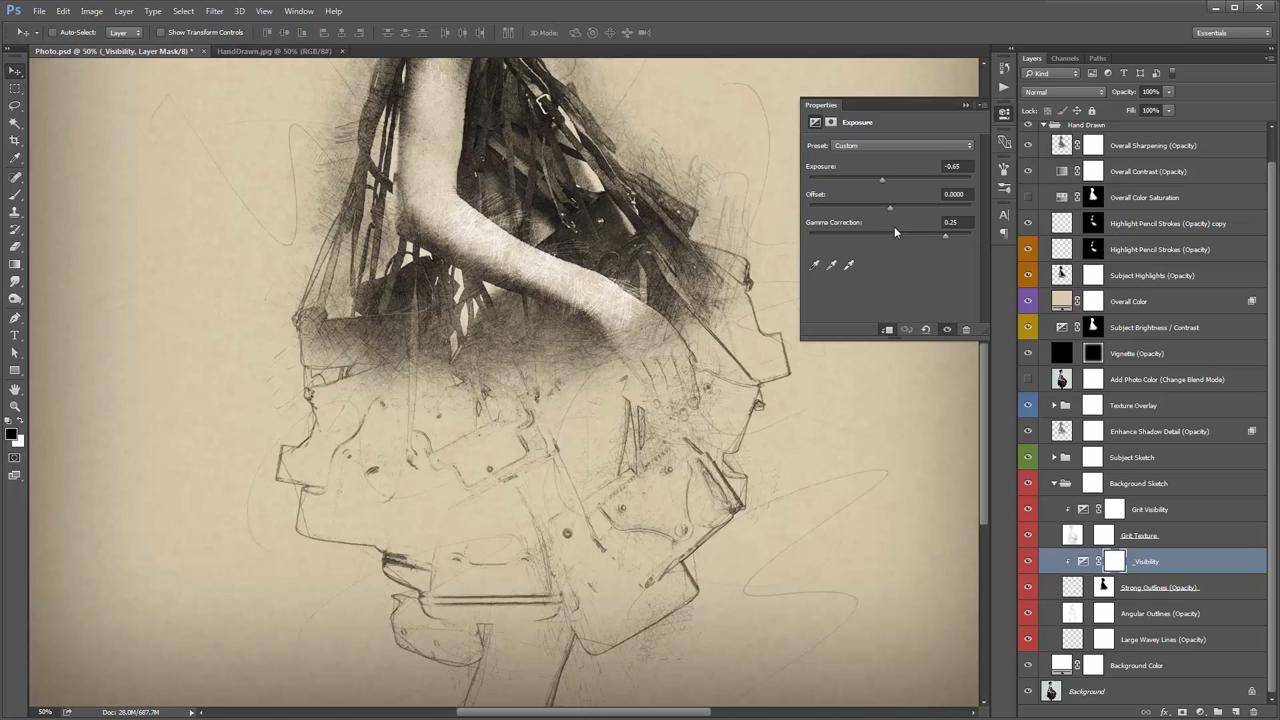 Ps File Edit Image Layer Type Select Filter 3D View Window Help
Auto-Select: Layer Show Transform Controls 3D Mode: Essentials
Photo.psd @ 50% (_Visibility, Layer Mask/8) * × HandDrawn.jpg @ 50% (RGB/8#) ×
Layers Channels Paths
Kind
Normal Opacity: 100%
Lock: Fill: 100%
Hand Drawn
Overall Sharpening (Opacity)
Overall Contrast (Opacity)
Overall Color Saturation
Highlight Pencil Strokes (Opacity) copy
Highlight Pencil Strokes (Opacity)
Subject Highlights (Opacity)
Overall Color
Subject Brightness / Contrast
Vignette (Opacity)
Add Photo Color (Change Blend Mode)
Texture Overlay
Enhance Shadow Detail (Opacity)
Subject Sketch
Background Sketch
Grit Visibility
Grit Texture
_Visibility
Strong Outlines (Opacity)
Angular Outlines (Opacity)
Large Wavey Lines (Opacity)
Background Color
Background
Properties
Exposure
Preset: Custom
Exposure: -0.65
Offset: 0.0000
Gamma Correction: 0.25
50% Doc: 28.0M/687.7M